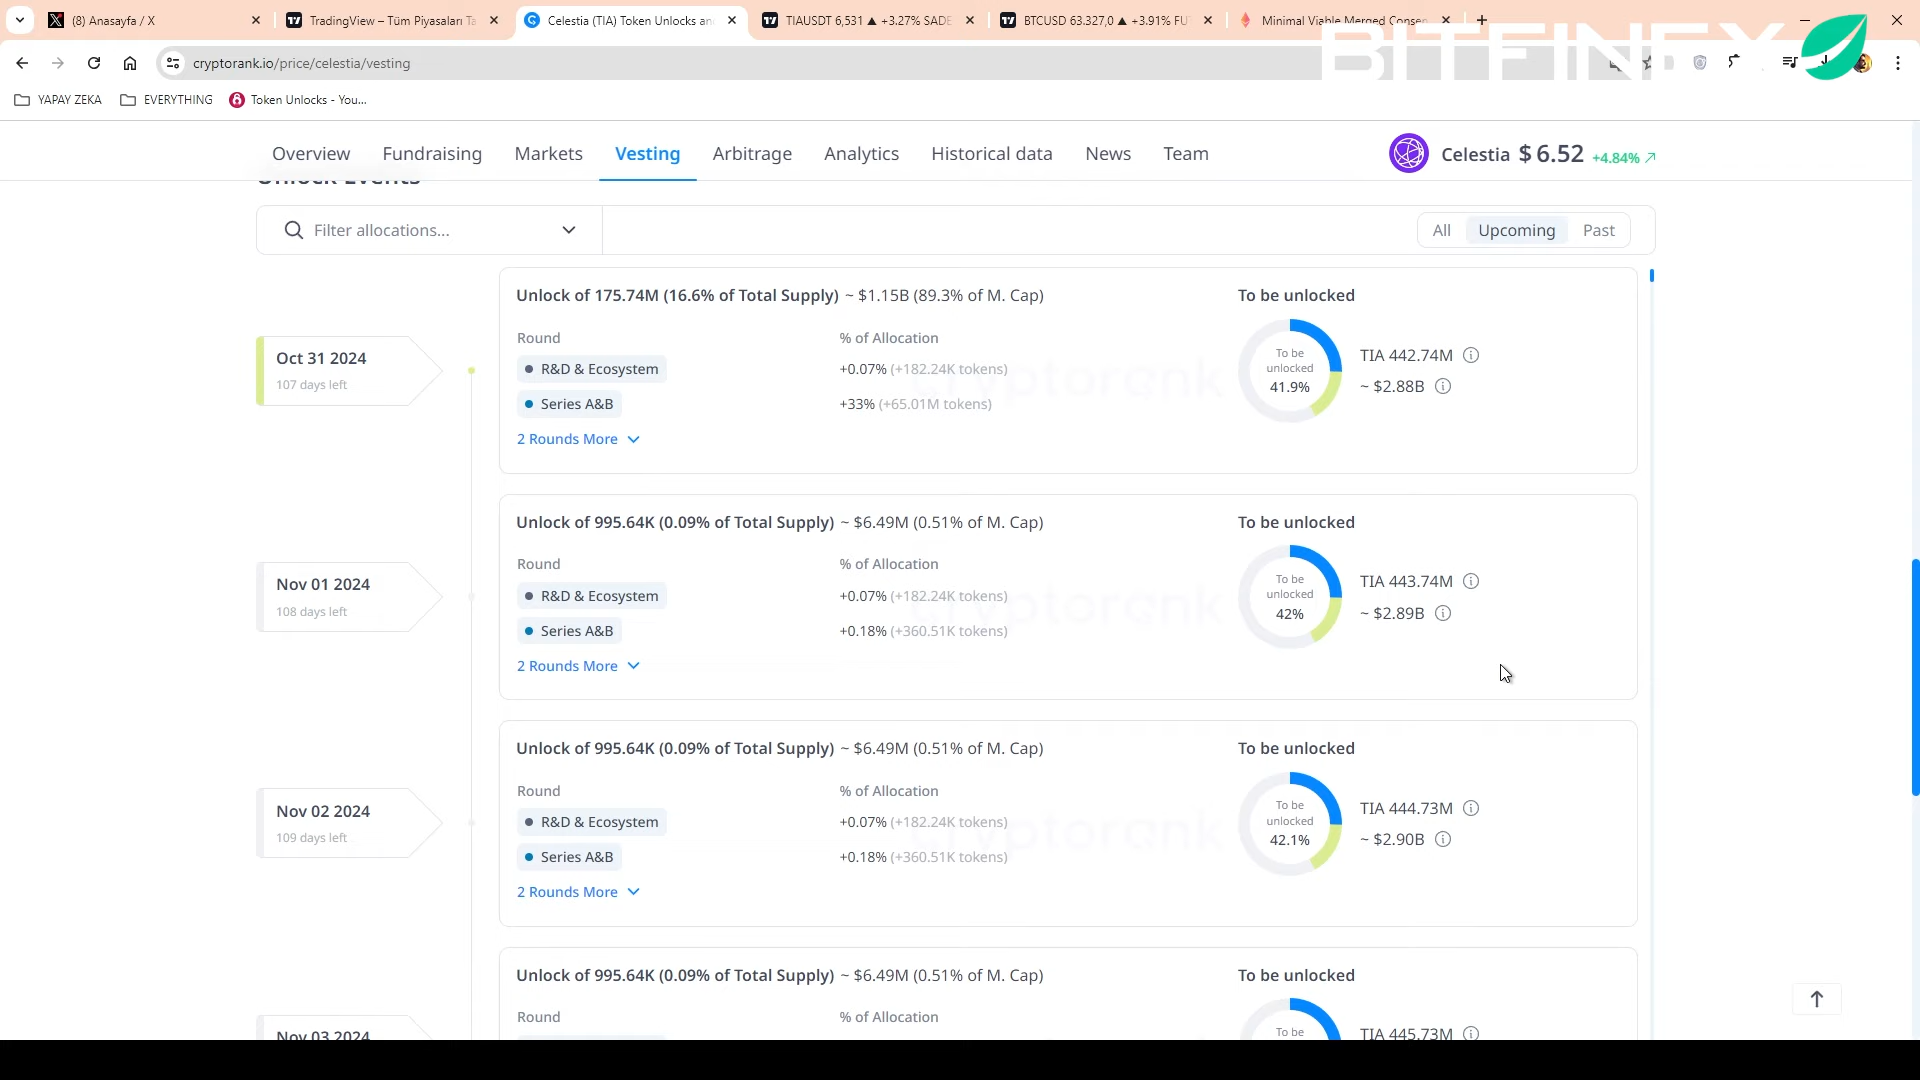 (8) Anasayfa / X
TradingView – Tüm Piyasaları Ta
Celestia (TIA) Token Unlocks an
TIAUSDT 6,531 ▲ +3.27% SADE
BTCUSD 63.327,0 ▲ +3.91% FU
Minimal Viable Merged Consen
BITFINEX
cryptorank.io/price/celestia/vesting
YAPAY ZEKA
EVERYTHING
Token Unlocks - You...
Overview
Fundraising
Markets
Vesting
Arbitrage
Analytics
Historical data
News
Team
Celestia $ 6.52 +4.84%
Unlock Events
Filter allocations...
All
Upcoming
Past
Oct 31 2024
107 days left
Unlock of 175.74M (16.6% of Total Supply) ~ $1.15B (89.3% of M. Cap)
Round
% of Allocation
R&D & Ecosystem
+0.07% (+182.24K tokens)
Series A&B
+33% (+65.01M tokens)
2 Rounds More
To be unlocked
To be
unlocked
41.9%
TIA 442.74M
~ $2.88B
cryptorank
Nov 01 2024
108 days left
Unlock of 995.64K (0.09% of Total Supply) ~ $6.49M (0.51% of M. Cap)
Round
% of Allocation
R&D & Ecosystem
+0.07% (+182.24K tokens)
Series A&B
+0.18% (+360.51K tokens)
2 Rounds More
To be unlocked
To be
unlocked
42%
TIA 443.74M
~ $2.89B
cryptorank
Nov 02 2024
109 days left
Unlock of 995.64K (0.09% of Total Supply) ~ $6.49M (0.51% of M. Cap)
Round
% of Allocation
R&D & Ecosystem
+0.07% (+182.24K tokens)
Series A&B
+0.18% (+360.51K tokens)
2 Rounds More
To be unlocked
To be
unlocked
42.1%
TIA 444.73M
~ $2.90B
cryptorank
Nov 03 2024
Unlock of 995.64K (0.09% of Total Supply) ~ $6.49M (0.51% of M. Cap)
Round
% of Allocation
To be unlocked
To be
TIA 445.73M